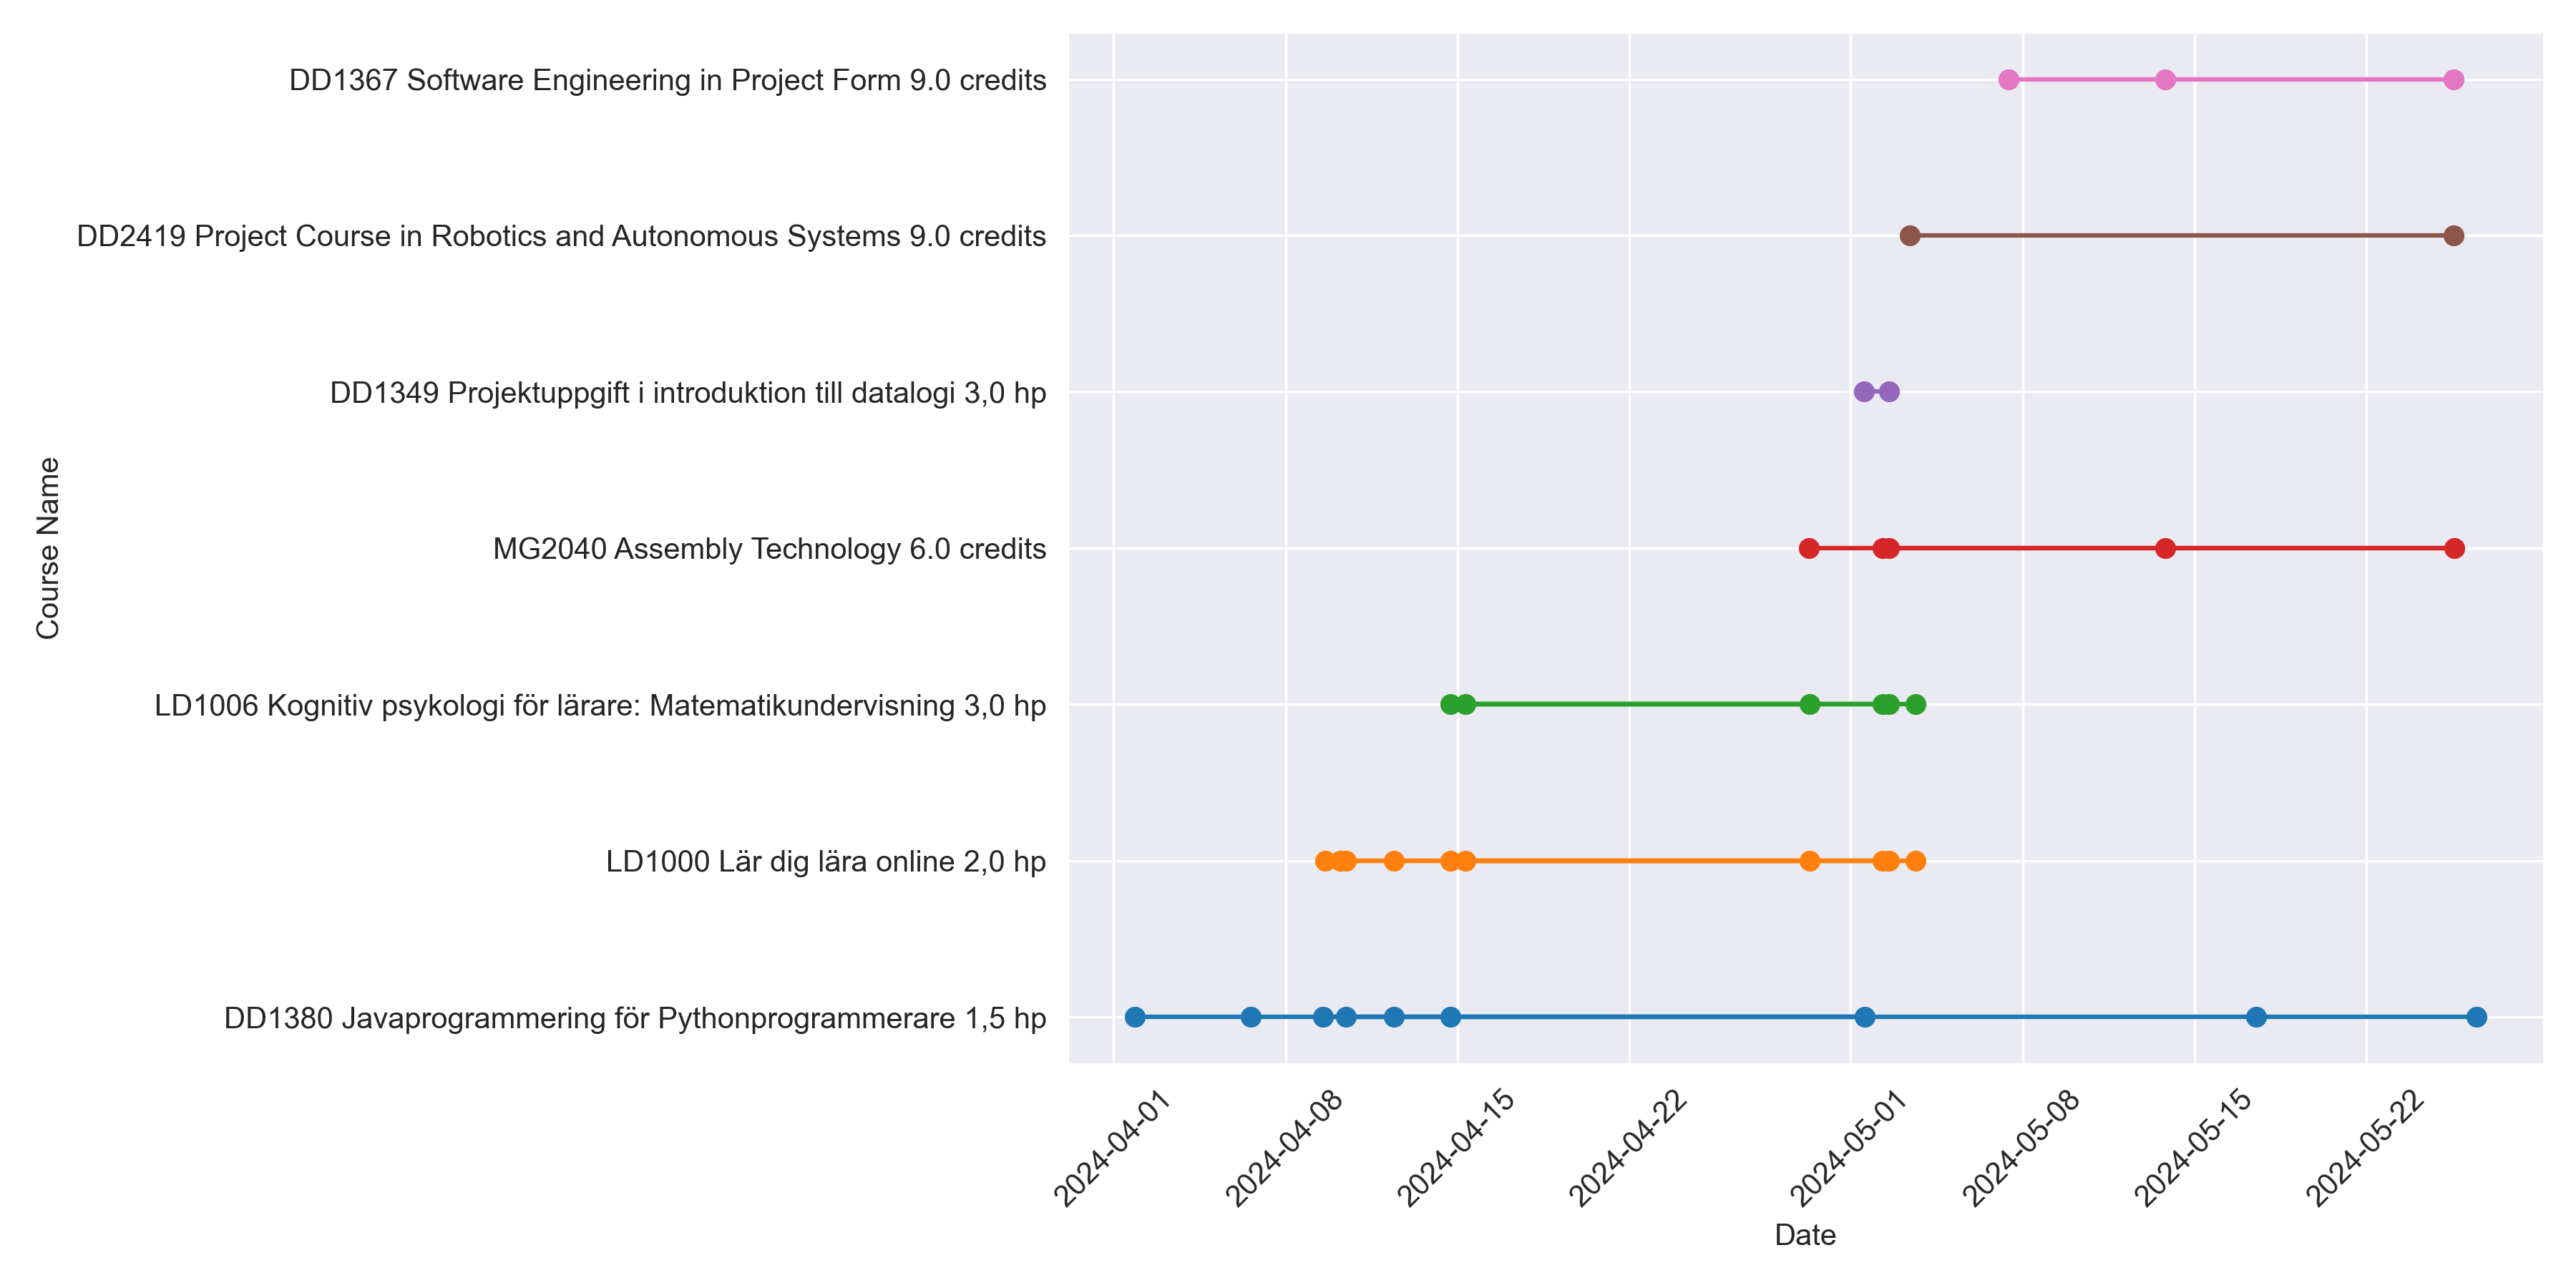 DD1367 Software Engineering in Project Form 9.0 credits
DD2419 Project Course in Robotics and Autonomous Systems 9.0 credits
DD1349 Projektuppgift i introduktion till datalogi 3,0 hp
MG2040 Assembly Technology 6.0 credits
LD1006 Kognitiv psykologi för lärare: Matematikundervisning 3,0 hp
LD1000 Lär dig lära online 2,0 hp
DD1380 Javaprogrammering för Pythonprogrammerare 1,5 hp
Course Name
2024-04-01
2024-04-08
2024-04-15
2024-04-22
2024-05-01
2024-05-08
2024-05-15
2024-05-22
Date